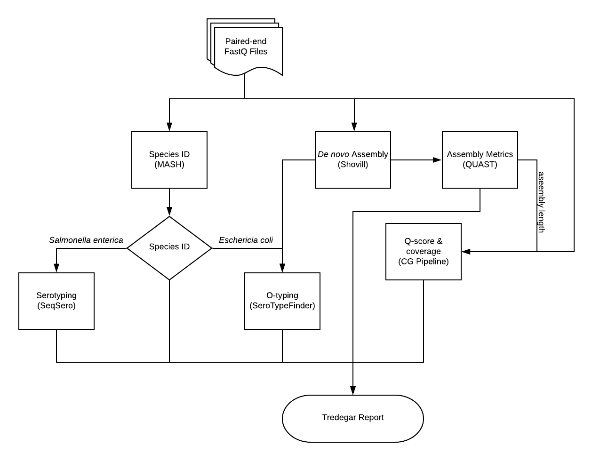 Paired-end
FastQ Files
Species ID
(MASH)
De novo Assembly
(Shovill)
Assembly Metrics
(QUAST)
aseembly length
Salmonella enterica
Species ID
Eschericia coli
Q-score &
coverage
(CG Pipeline)
Serotyping
(SeqSero)
O-typing
(SeroTypeFinder)
Tredegar Report